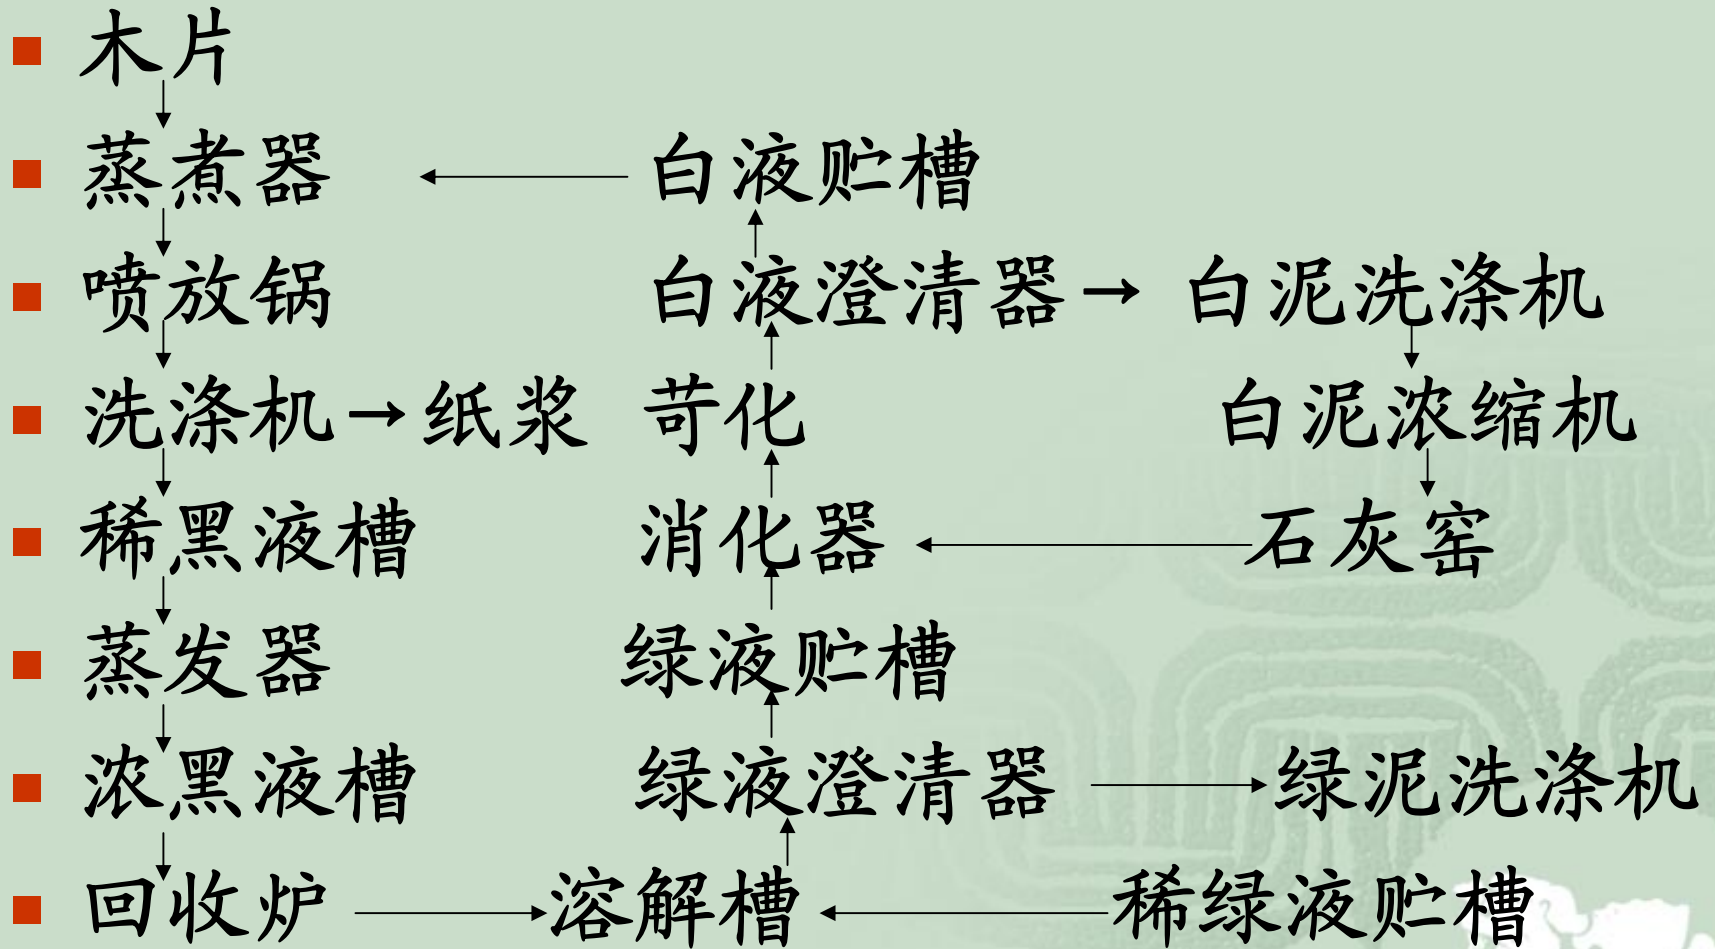 木片
蒸煮器 白液贮槽
喷放锅 白液澄清器→ 白泥洗涤机
洗涤机→纸浆 苛化 白泥浓缩机
稀黑液槽 消化器 石灰窑
蒸发器 绿液贮槽
浓黑液槽 绿液澄清器 绿泥洗涤机
回收炉 溶解槽 稀绿液贮槽